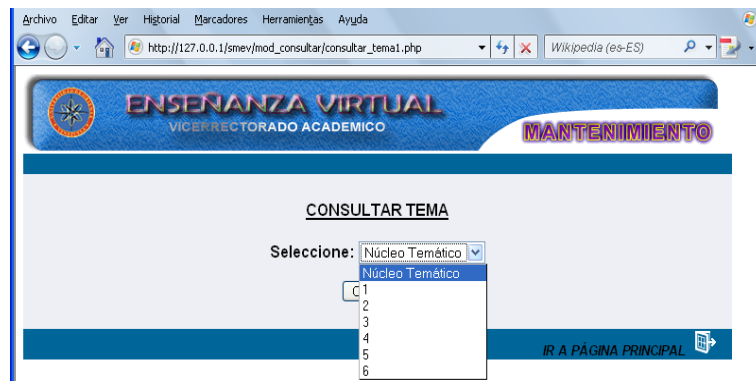 Archivo Editar Ver Historial Marcadores Herramientas Ayuda
http://127.0.0.1/smev/mod_consultar/consultar_tema1.php Wikipedia (es-ES)
ENSEÑANZA VIRTUAL
VICERRECTORADO ACADEMICO
MANTENIMIENTO
CONSULTAR TEMA
Seleccione: Núcleo Temático
Núcleo Temático
1
2
3
4
5
6
IR A PÁGINA PRINCIPAL